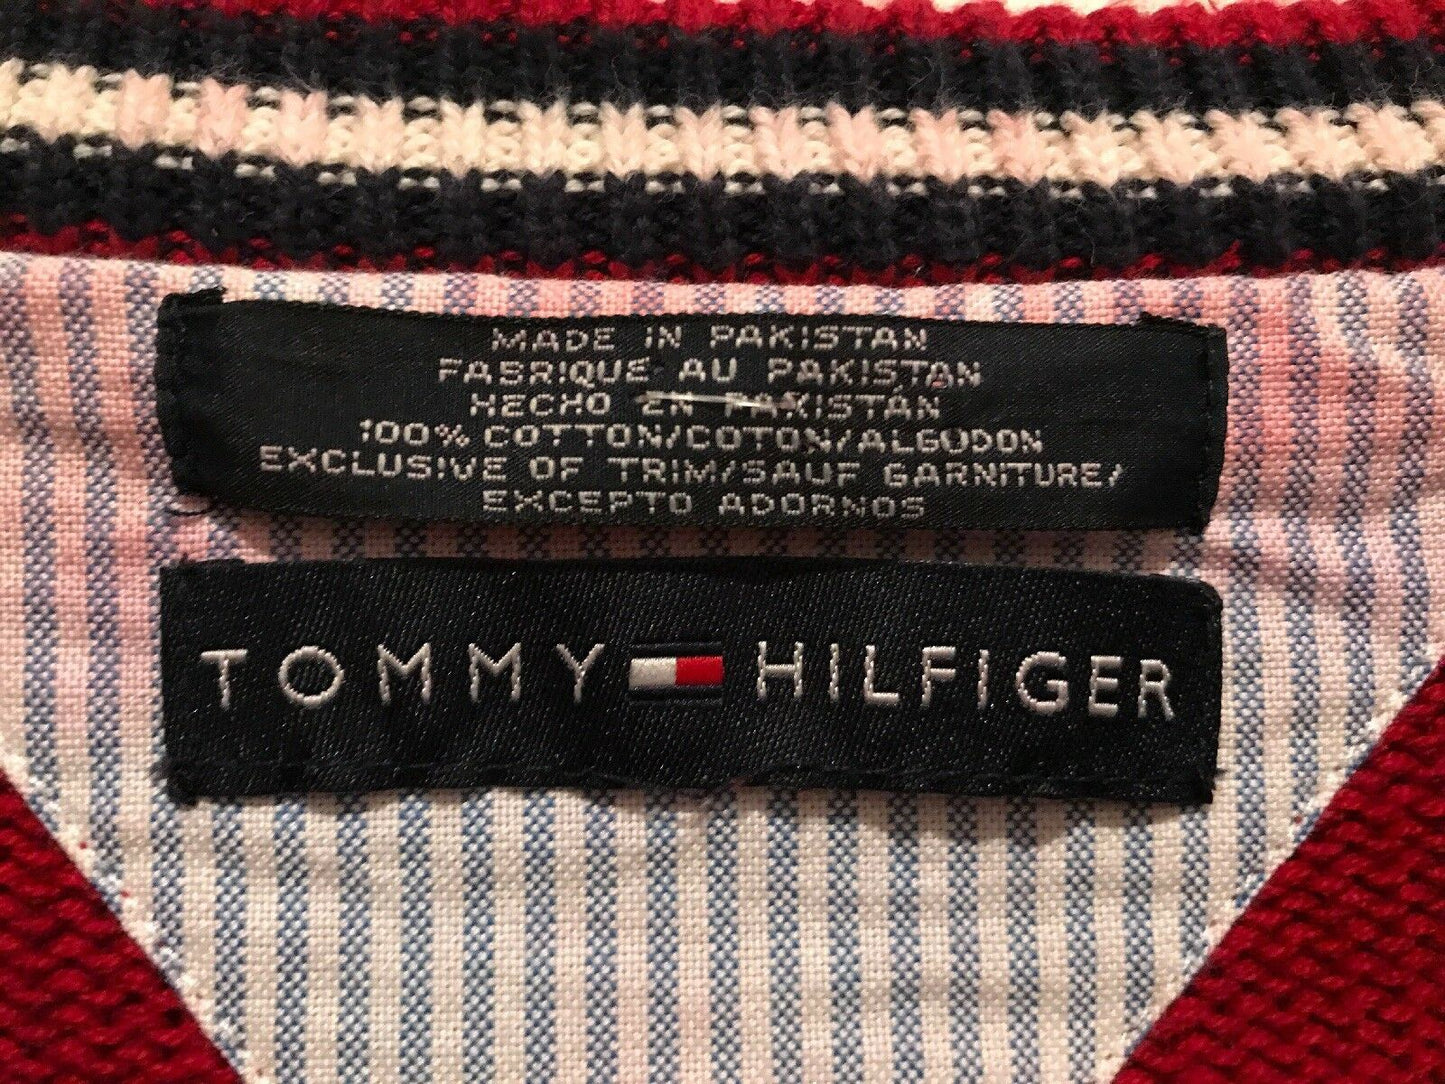 MADE IN PAKISTAN
FABRIQUE AU PAKISTAN
HECHO EN PAKISTAN
100% COTTON/COTON/ALGODON
EXCLUSIVE OF TRIM/SAUF GARNITURE/
EXCEPTO ADORNOS
TOMMY HILFIGER